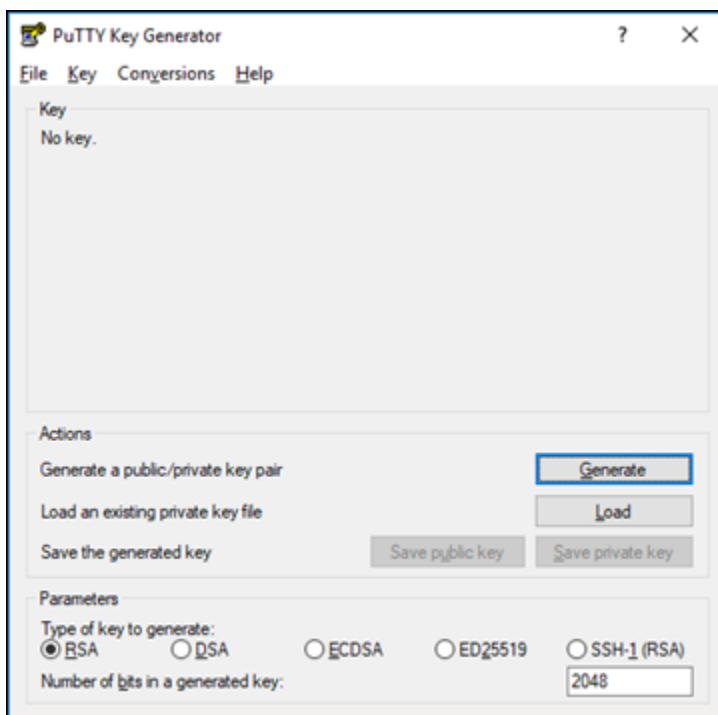 PuTTY Key Generator ? ✕
File Key Conversions Help
Key
No key.
Actions
Generate a public/private key pair Generate
Load an existing private key file Load
Save the generated key Save public key Save private key
Parameters
Type of key to generate:
RSA DSA ECDSA ED25519 SSH-1 (RSA)
Number of bits in a generated key: 2048